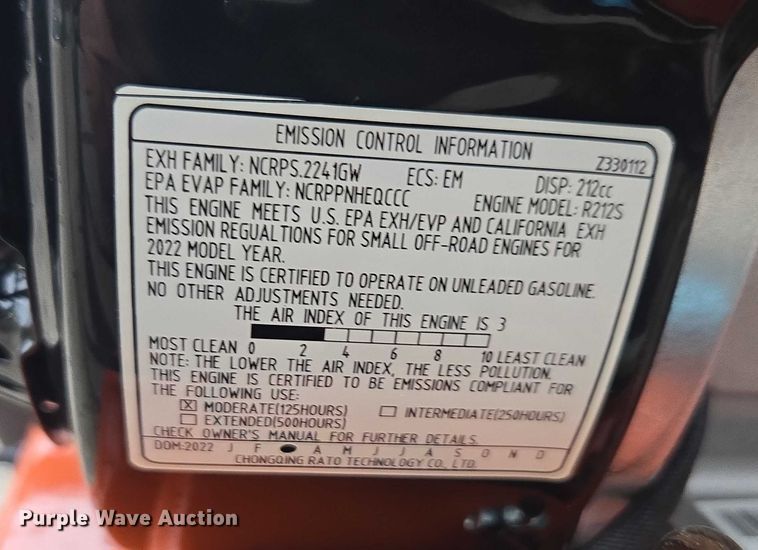 EMISSION CONTROL INFORMATION
Z330112
EXH FAMILY: NCRPS.2241GW ECS: EM DISP: 212cc
EPA EVAP FAMILY: NCRPPNHEQCCC ENGINE MODEL: R212S
THIS ENGINE MEETS U.S. EPA EXH/EVP AND CALIFORNIA EXH
EMISSION REGUALTIONS FOR SMALL OFF-ROAD ENGINES FOR
2022 MODEL YEAR.
THIS ENGINE IS CERTIFIED TO OPERATE ON UNLEADED GASOLINE.
NO OTHER ADJUSTMENTS NEEDED.
THE AIR INDEX OF THIS ENGINE IS 3
MOST CLEAN 0 2 4 6 8 10 LEAST CLEAN
NOTE: THE LOWER THE AIR INDEX, THE LESS POLLUTION.
THIS ENGINE IS CERTIFIED TO BE EMISSIONS COMPLIANT FOR
THE FOLLOWING USE:
☒ MODERATE(125HOURS) ☐ INTERMEDIATE(250HOURS)
☐ EXTENDED(500HOURS)
CHECK OWNER'S MANUAL FOR FURTHER DETAILS.
DOM:2022 J F ● A M J J A S O N D
CHONGQING RATO TECHNOLOGY CO., LTD.
Purple Wave Auction